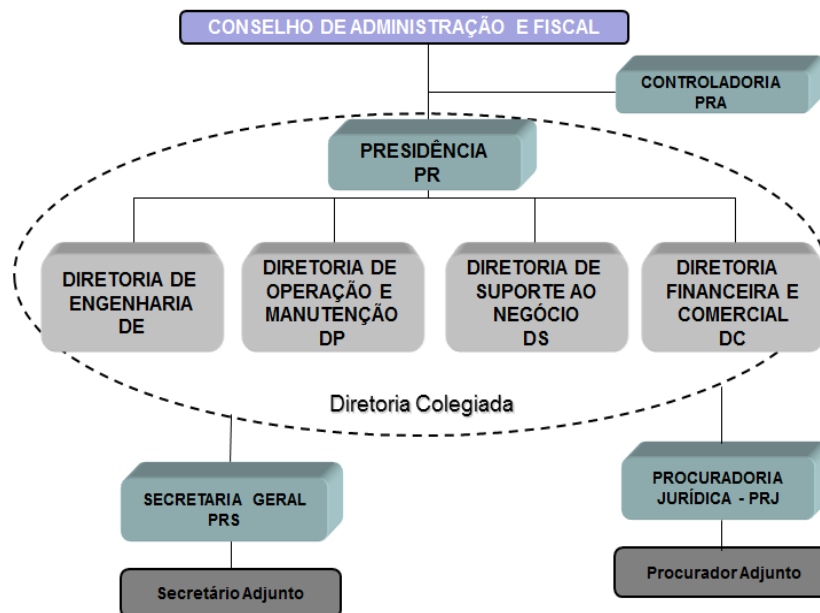 CONSELHO DE ADMINISTRAÇÃO E FISCAL
CONTROLADORIA
PRA
PRESIDÊNCIA
PR
DIRETORIA DE
ENGENHARIA
DE
DIRETORIA DE
OPERAÇÃO E
MANUTENÇÃO
DP
DIRETORIA DE
SUPORTE AO
NEGÓCIO
DS
DIRETORIA
FINANCEIRA E
COMERCIAL
DC
Diretoria Colegiada
SECRETARIA GERAL
PRS
PROCURADORIA
JURÍDICA - PRJ
Secretário Adjunto
Procurador Adjunto